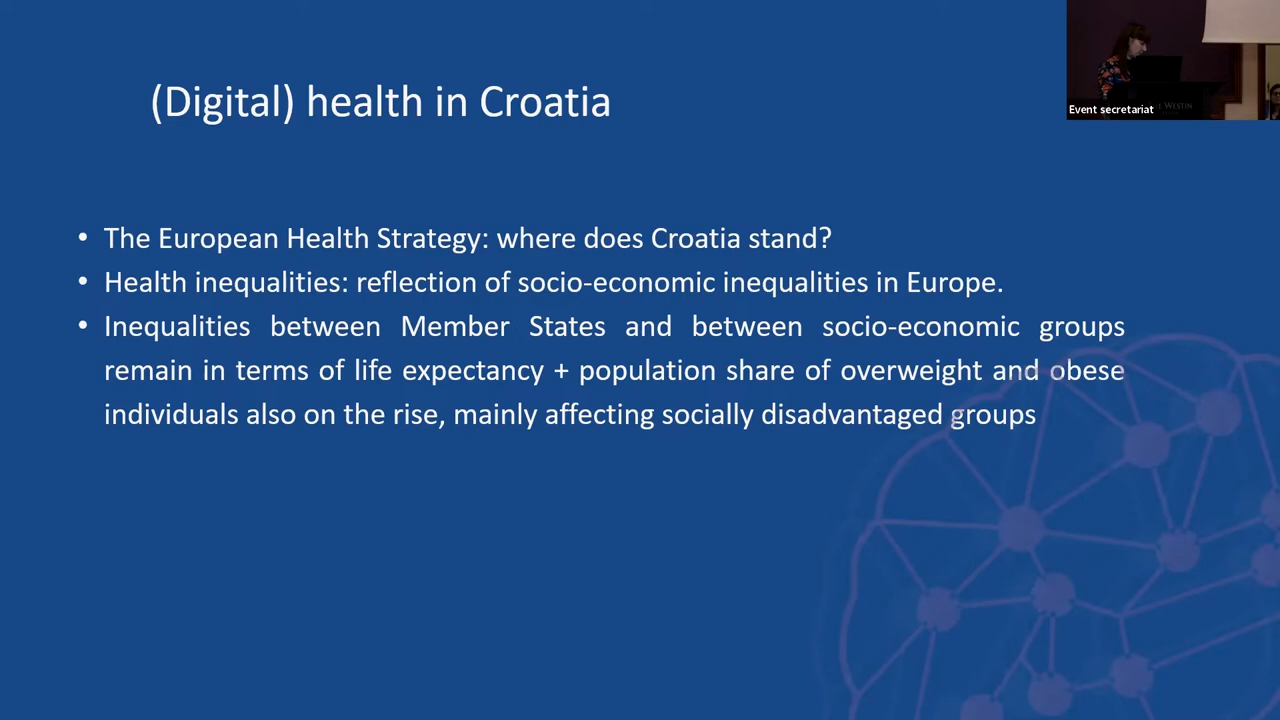 (Digital) health in Croatia
Event secretariat
WESTIN
• The European Health Strategy: where does Croatia stand?
• Health inequalities: reflection of socio-economic inequalities in Europe.
• Inequalities between Member States and between socio-economic groups
remain in terms of life expectancy + population share of overweight and obese
individuals also on the rise, mainly affecting socially disadvantaged groups